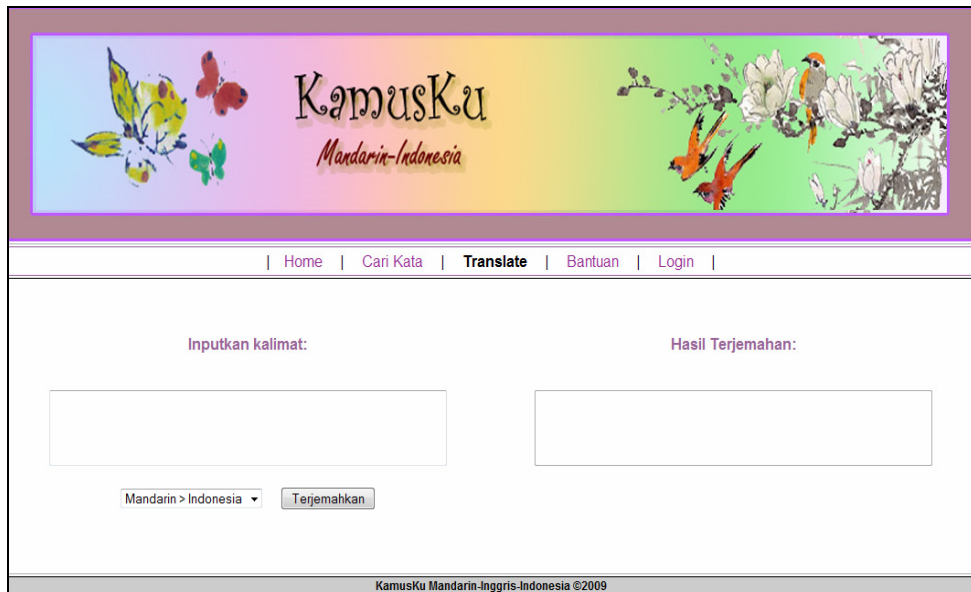 KamusKu
Mandarin-Indonesia
| Home | Cari Kata | Translate | Bantuan | Login |
Inputkan kalimat:
Hasil Terjemahan:
Mandarin > Indonesia
Terjemahkan
KamusKu Mandarin-Inggris-Indonesia ©2009